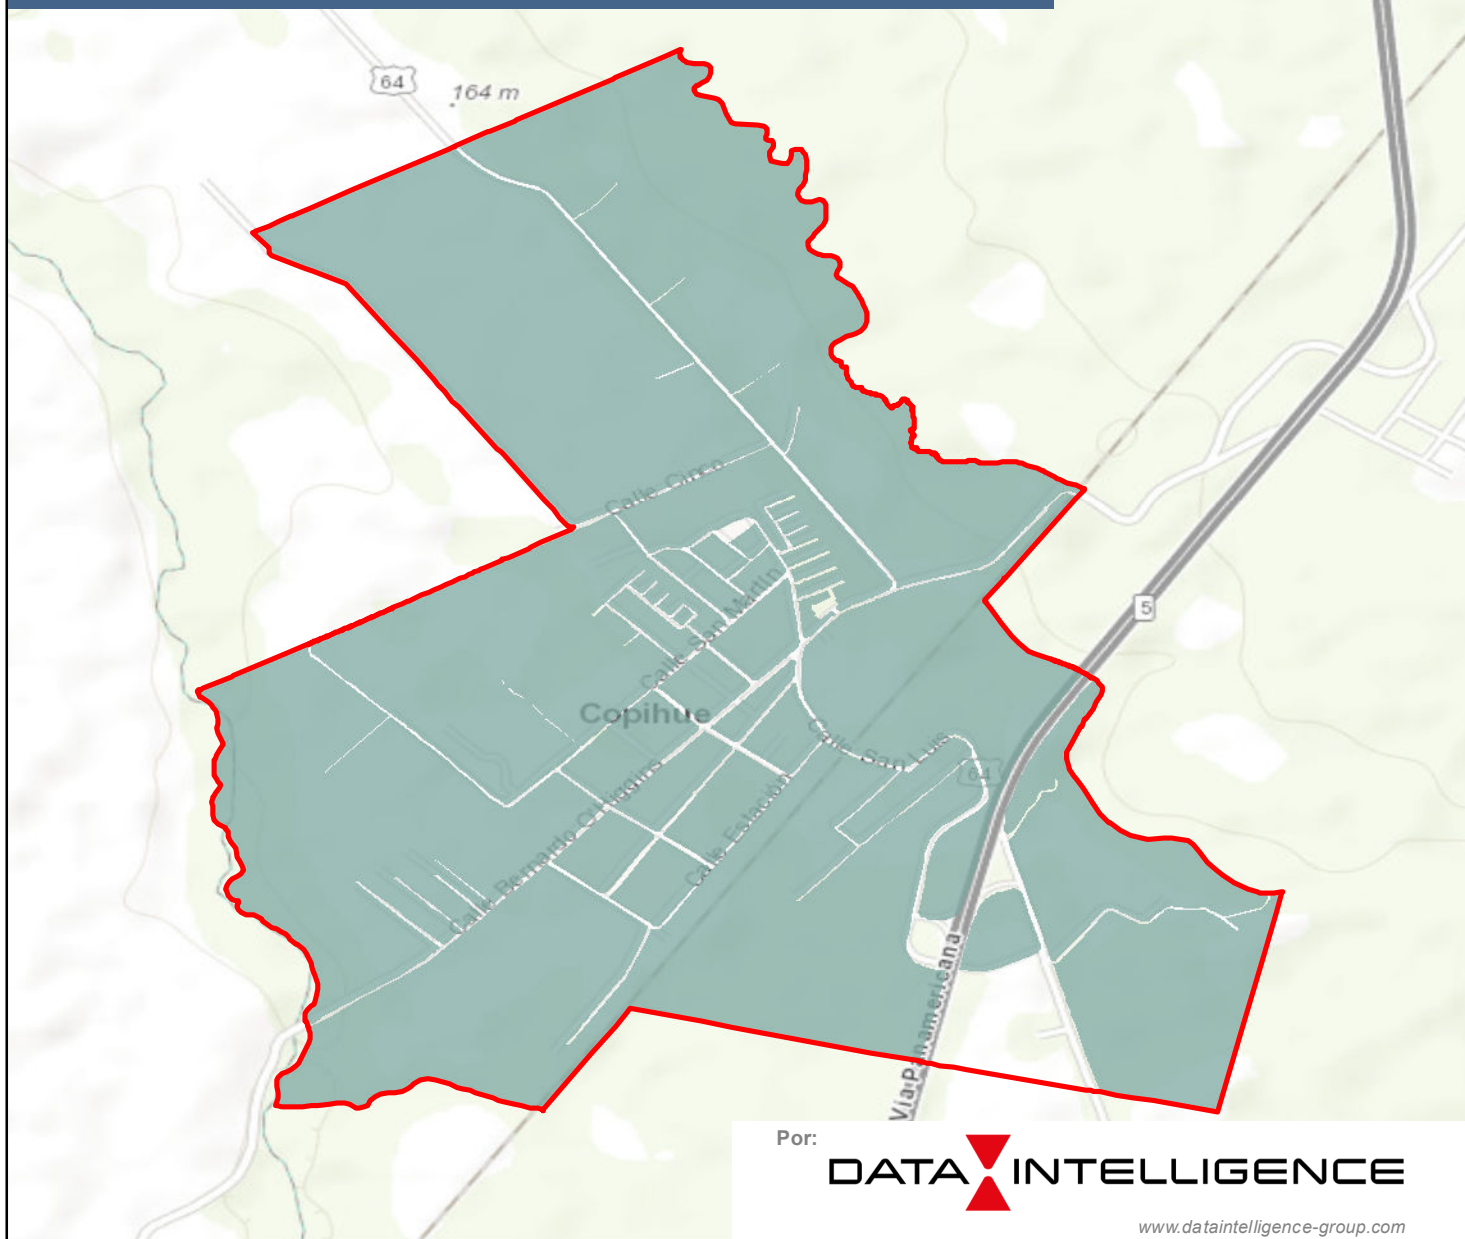 64
164 m
Calle Cinco
5
Calle San Martin
Copihue
Calle San Luis
64
Calle Bernardo O'Higgins
Calle Estación
Vía Panamericana
Por:
DATA INTELLIGENCE
www.dataintelligence-group.com